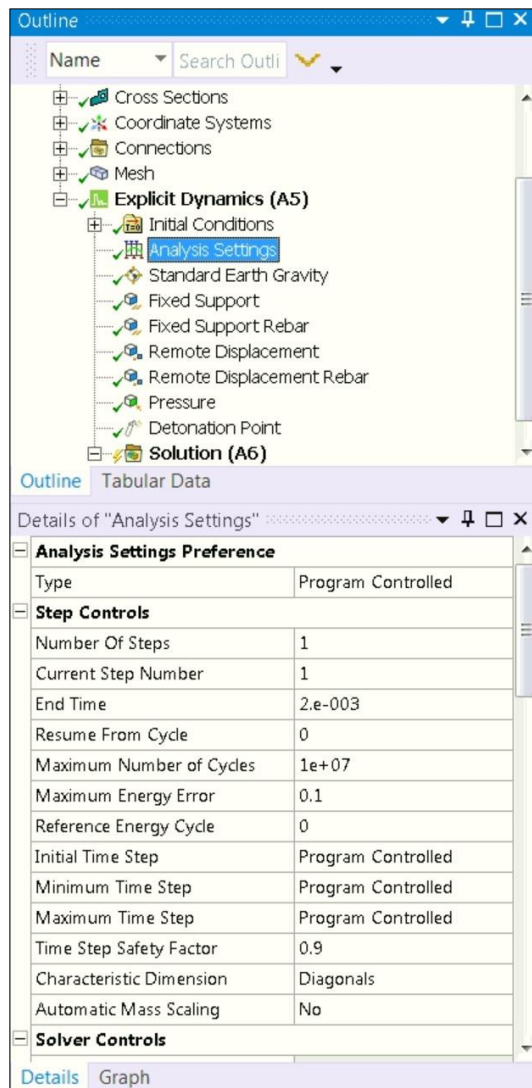 Outline
Name Search Outli
Cross Sections
Coordinate Systems
Connections
Mesh
Explicit Dynamics (A5)
T=0 Initial Conditions
Analysis Settings
Standard Earth Gravity
Fixed Support
Fixed Support Rebar
Remote Displacement
Remote Displacement Rebar
Pressure
Detonation Point
Solution (A6)
Outline Tabular Data
Details of "Analysis Settings"
Analysis Settings Preference
Type Program Controlled
Step Controls
Number Of Steps 1
Current Step Number 1
End Time 2.e-003
Resume From Cycle 0
Maximum Number of Cycles 1e+07
Maximum Energy Error 0.1
Reference Energy Cycle 0
Initial Time Step Program Controlled
Minimum Time Step Program Controlled
Maximum Time Step Program Controlled
Time Step Safety Factor 0.9
Characteristic Dimension Diagonals
Automatic Mass Scaling No
Solver Controls
Details Graph